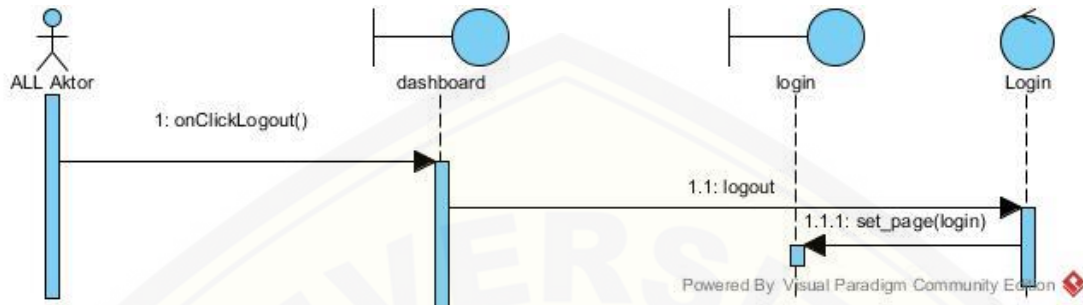 ALL Aktor
dashboard
login
Login
1: onClickLogout()
1.1: logout
1.1.1: set_page(login)
VERS
Powered By Visual Paradigm Community Edition